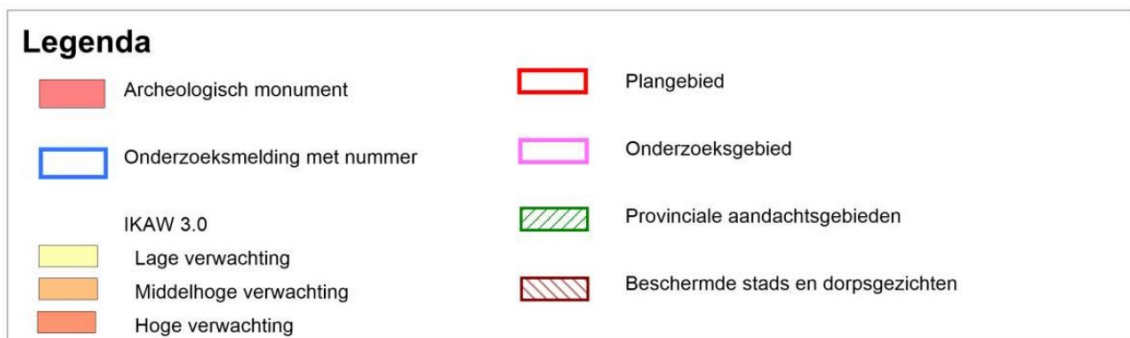 Legenda
Archeologisch monument
Onderzoeksmelding met nummer
IKAW 3.0
Lage verwachting
Middelhoge verwachting
Hoge verwachting
Plangebied
Onderzoeksgebied
Provinciale aandachtsgebieden
Beschermde stads en dorpsgezichten